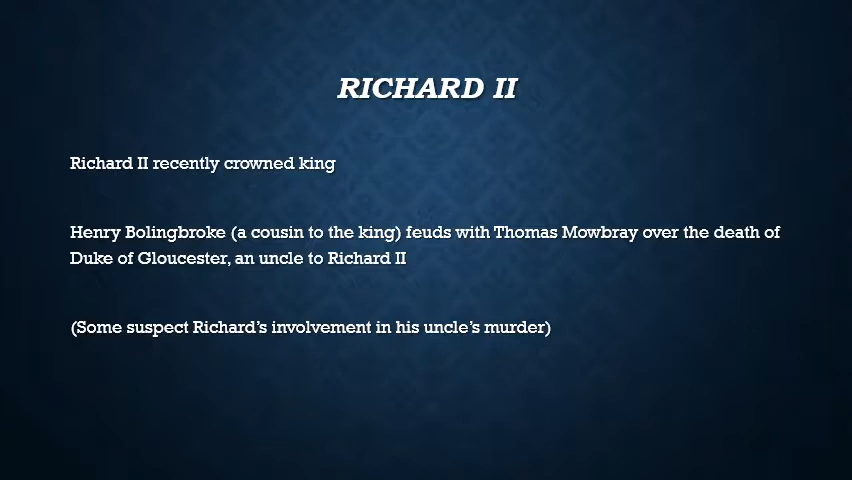 RICHARD II
Richard II recently crowned king
Henry Bolingbroke (a cousin to the king) feuds with Thomas Mowbray over the death of
Duke of Gloucester, an uncle to Richard II
(Some suspect Richard's involvement in his uncle's murder)